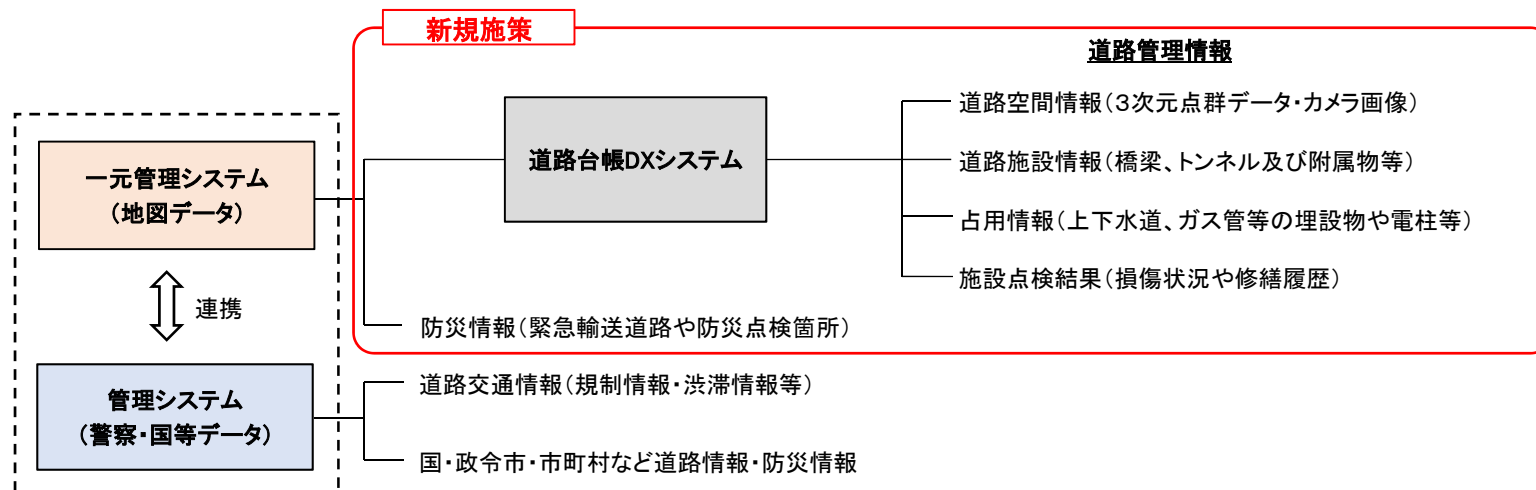 新規施策
道路管理情報
道路空間情報(3次元点群データ・カメラ画像)
一元管理システム
(地図データ)
道路台帳DXシステム
道路施設情報(橋梁、トンネル及び附属物等)
占用情報(上下水道、ガス管等の埋設物や電柱等)
施設点検結果(損傷状況や修繕履歴)
連携
防災情報(緊急輸送道路や防災点検箇所)
管理システム
(警察・国等データ)
道路交通情報(規制情報・渋滞情報等)
国・政令市・市町村など道路情報・防災情報